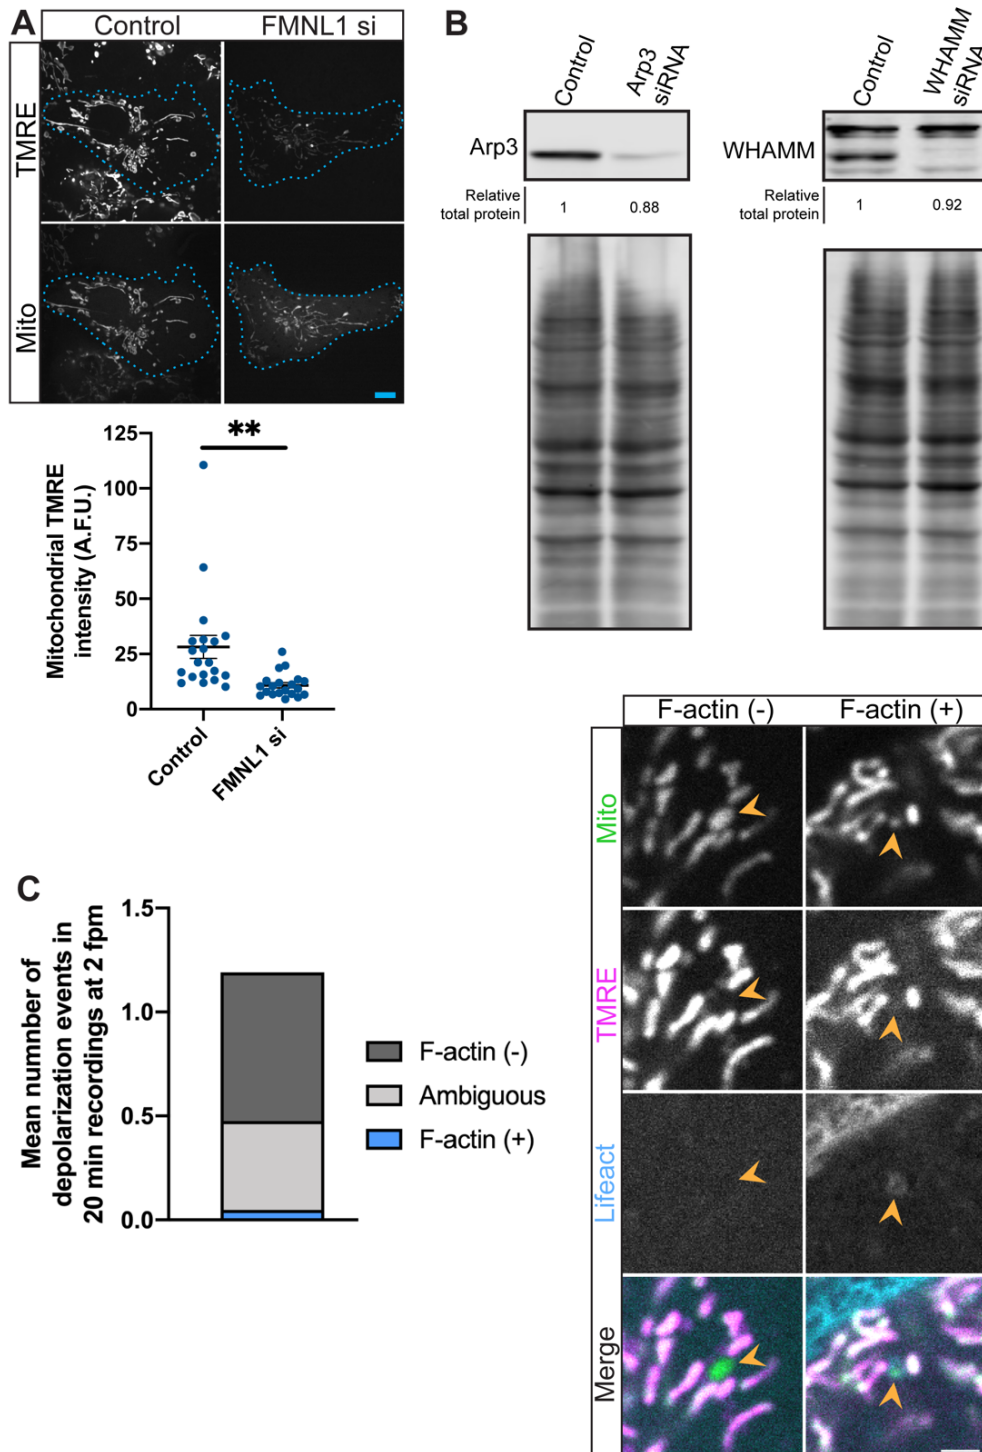 A
Control
FMNL1 si
TMRE
Mito
125
100
75
50
25
0
**
Mitochondrial TMRE
intensity (A.F.U.)
Control
FMNL1 si
B
Control
Arp3
siRNA
Arp3
Relative
total protein
1
0.88
Control
WHAMM
siRNA
WHAMM
Relative
total protein
1
0.92
C
Mean numnber of
depolarization events in
20 min recordings at 2 fpm
1.5
1.0
0.5
0.0
F-actin (-)
Ambiguous
F-actin (+)
F-actin (-)
F-actin (+)
Mito
TMRE
Lifeact
Merge